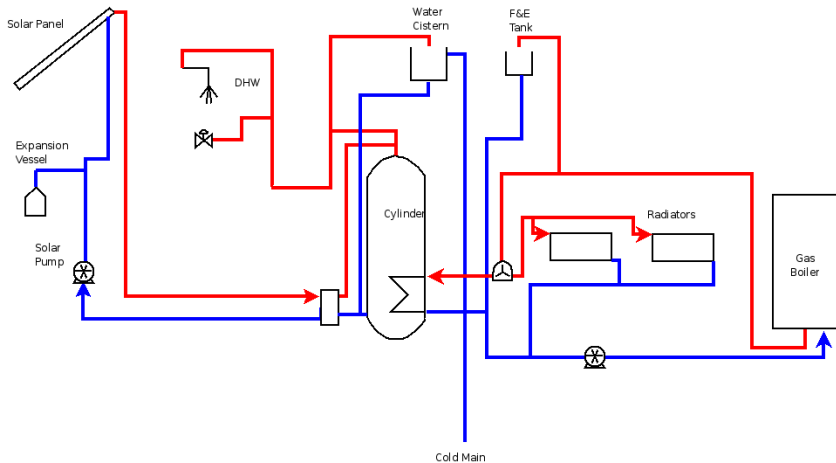 Water
Cistern
F&E
Tank
Solar Panel
DHW
Expansion
Vessel
Cylinder
Radiators
Solar
Pump
Gas
Boiler
Cold Main